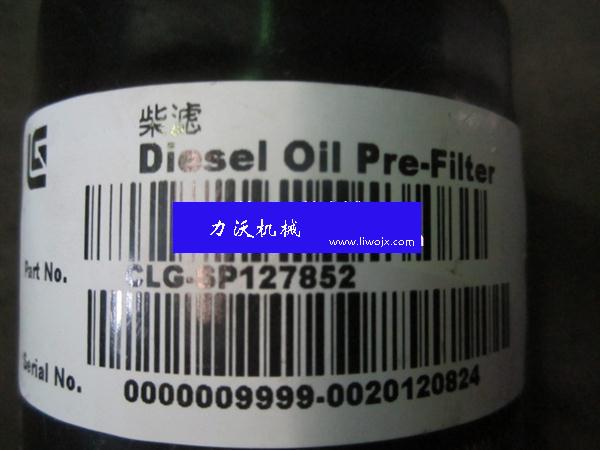 柴滤
Diesel Oil Pre-Filter
力沃机械
www.liwojx.com
Part No.
CLG-SP127852
Serial No.
0000009999-0020120824